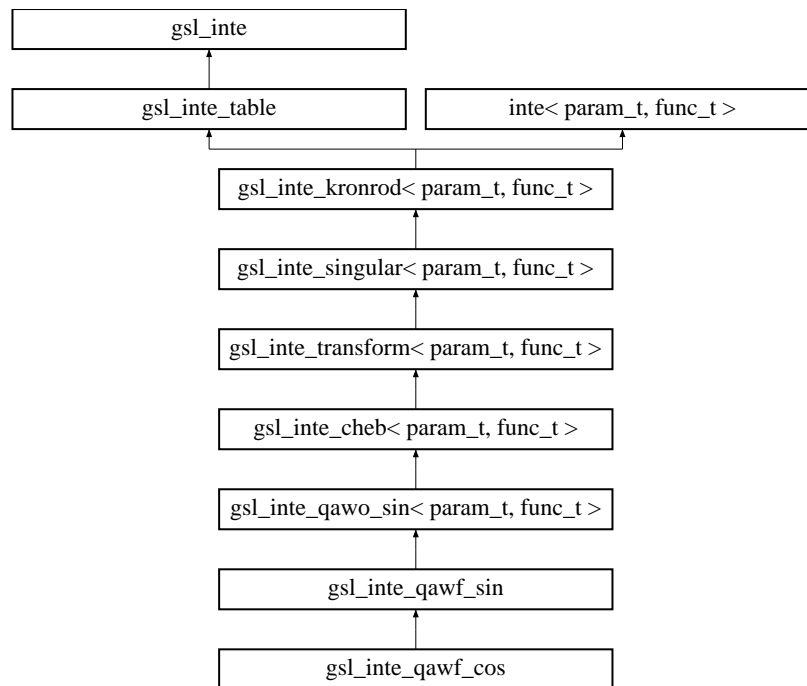 gsl_inte
gsl_inte_table
inte< param_t, func_t >
gsl_inte_kronrod< param_t, func_t >
gsl_inte_singular< param_t, func_t >
gsl_inte_transform< param_t, func_t >
gsl_inte_cheb< param_t, func_t >
gsl_inte_qawo_sin< param_t, func_t >
gsl_inte_qawf_sin
gsl_inte_qawf_cos